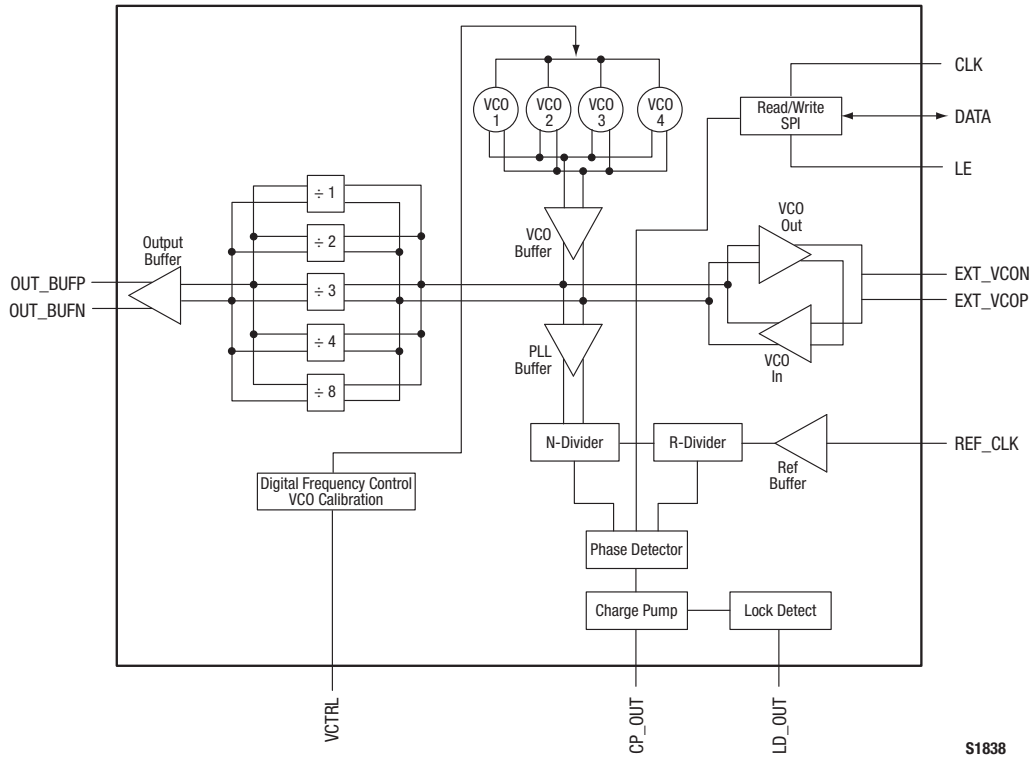 CLK
VCO
1
VCO
2
VCO
3
VCO
4
Read/Write
SPI
DATA
LE
÷ 1
÷ 2
÷ 3
÷ 4
÷ 8
Output
Buffer
OUT_BUFP
OUT_BUFN
VCO
Buffer
VCO
Out
EXT_VCON
EXT_VCOP
VCO
In
PLL
Buffer
N-Divider
R-Divider
Ref
Buffer
REF_CLK
Digital Frequency Control
VCO Calibration
Phase Detector
Charge Pump
Lock Detect
VCTRL
CP_OUT
LD_OUT
S1838